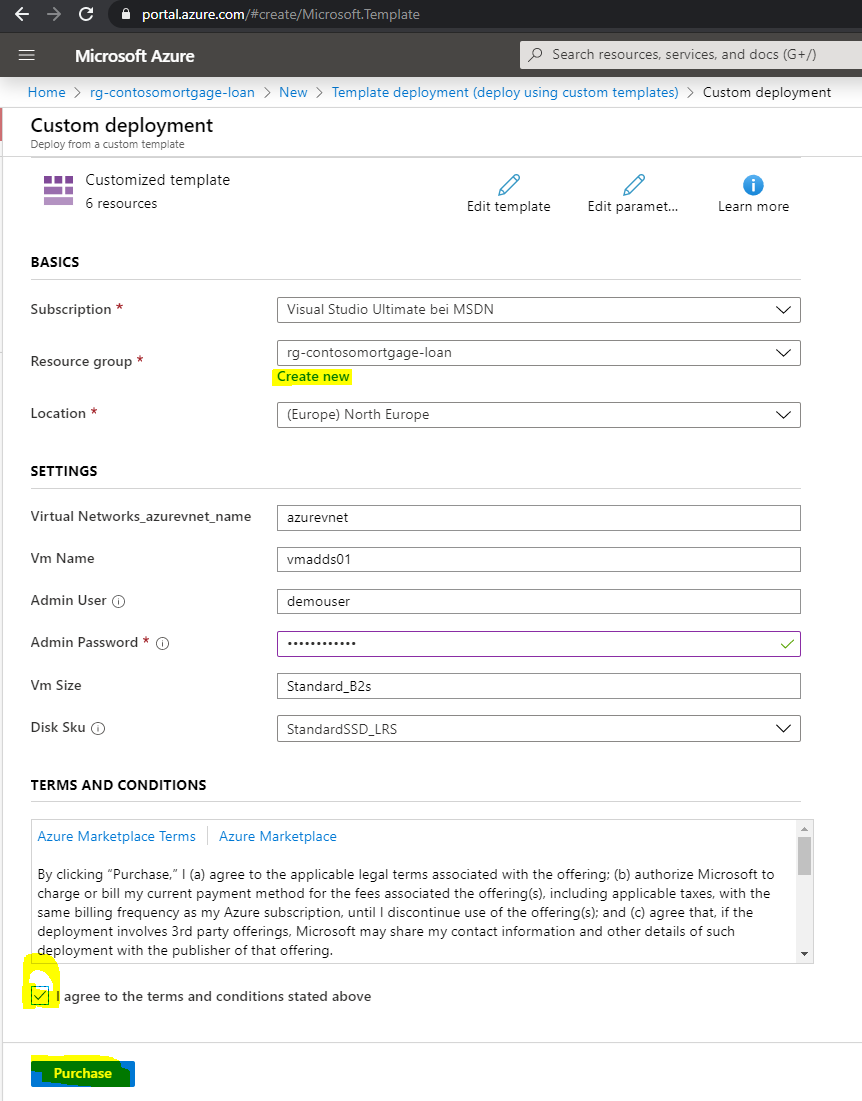 portal.azure.com/#create/Microsoft.Template
Microsoft Azure
Search resources, services, and docs (G+/)
Home > rg-contosomortgage-loan > New > Template deployment (deploy using custom templates) > Custom deployment
Custom deployment
Deploy from a custom template
Customized template
6 resources
Edit template
Edit paramet...
Learn more
BASICS
Subscription *
Visual Studio Ultimate bei MSDN
Resource group *
rg-contosomortgage-loan
Create new
Location *
(Europe) North Europe
SETTINGS
Virtual Networks_azurevnet_name
azurevnet
Vm Name
vmadds01
Admin User
demouser
Admin Password *
••••••••••••
Vm Size
Standard_B2s
Disk Sku
StandardSSD_LRS
TERMS AND CONDITIONS
Azure Marketplace Terms | Azure Marketplace
By clicking “Purchase,” I (a) agree to the applicable legal terms associated with the offering; (b) authorize Microsoft to
charge or bill my current payment method for the fees associated the offering(s), including applicable taxes, with the
same billing frequency as my Azure subscription, until I discontinue use of the offering(s); and (c) agree that, if the
deployment involves 3rd party offerings, Microsoft may share my contact information and other details of such
deployment with the publisher of that offering.
I agree to the terms and conditions stated above
Purchase